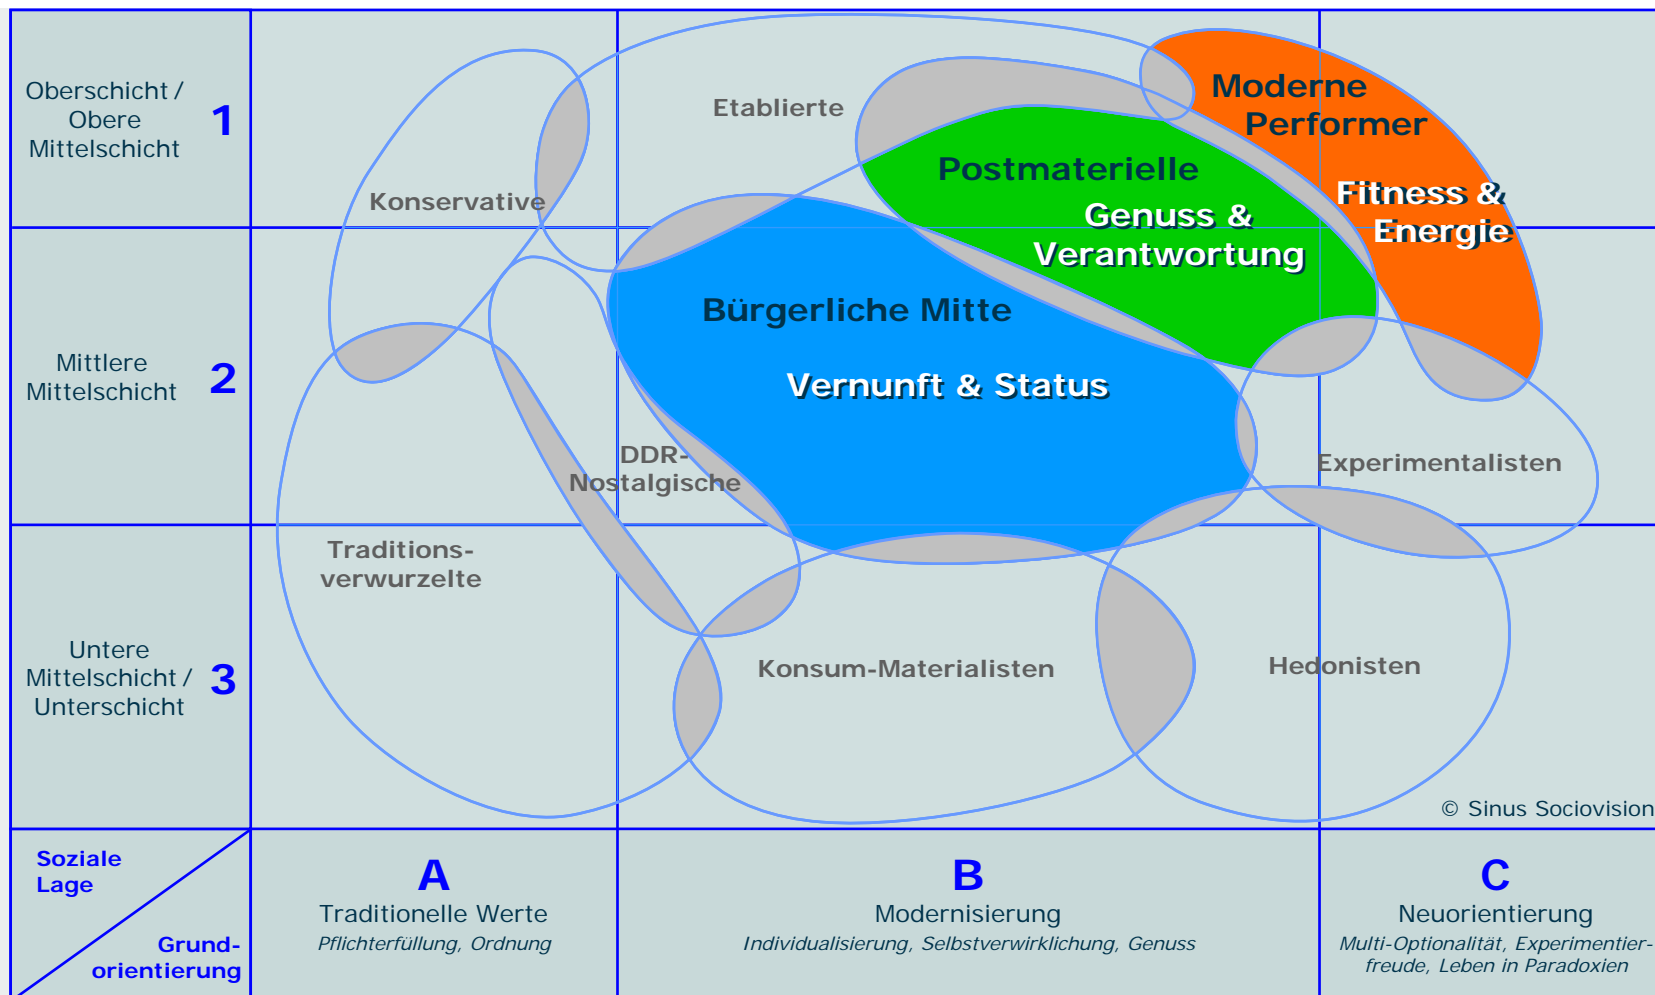 Oberschicht /
Obere
Mittelschicht
1
Konservative
Etablierte
Moderne
Performer
Fitness &
Energie
Postmaterielle
Genuss &
Verantwortung
Mittlere
Mittelschicht
2
Bürgerliche Mitte
Vernunft & Status
DDR-
Nostalgische
Experimentalisten
Untere
Mittelschicht /
Unterschicht
3
Traditions-
verwurzelte
Konsum-Materialisten
Hedonisten
© Sinus Sociovision
Soziale
Lage
Grund-
orientierung
A
Traditionelle Werte
Pflichterfüllung, Ordnung
B
Modernisierung
Individualisierung, Selbstverwirklichung, Genuss
C
Neuorientierung
Multi-Optionalität, Experimentier-
freude, Leben in Paradoxien